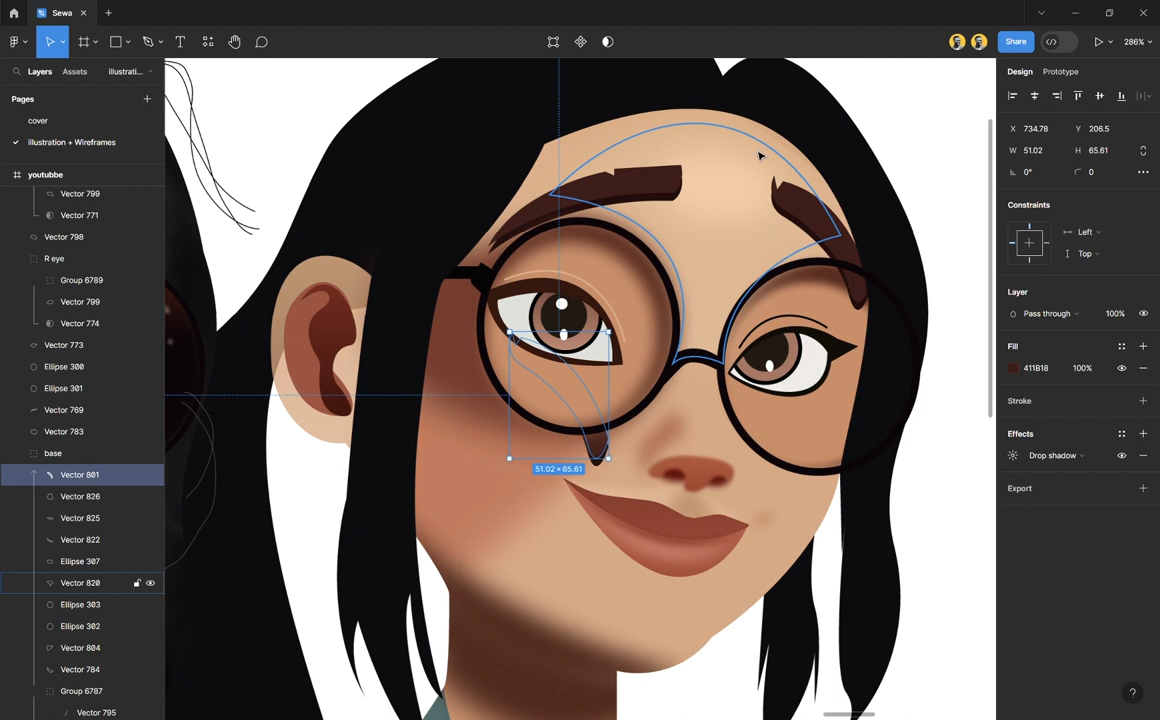 Sewa
Share
286%
Layers
Assets
illustrati...
Pages
cover
illustration + Wireframes
youtubbe
Vector 799
Vector 771
Vector 798
R eye
Group 6789
Vector 799
Vector 774
Vector 773
Ellipse 300
Ellipse 301
Vector 769
Vector 783
base
Vector 801
Vector 826
Vector 825
Vector 822
Ellipse 307
Vector 820
Ellipse 303
Ellipse 302
Vector 804
Vector 784
Group 6787
Vector 795
51.02 × 65.61
Design
Prototype
X 734.78 Y 206.5
W 51.02 H 65.61
0° 0
Constraints
Left
Top
Layer
Pass through 100%
Fill
411B18 100%
Stroke
Effects
Drop shadow
Export
?